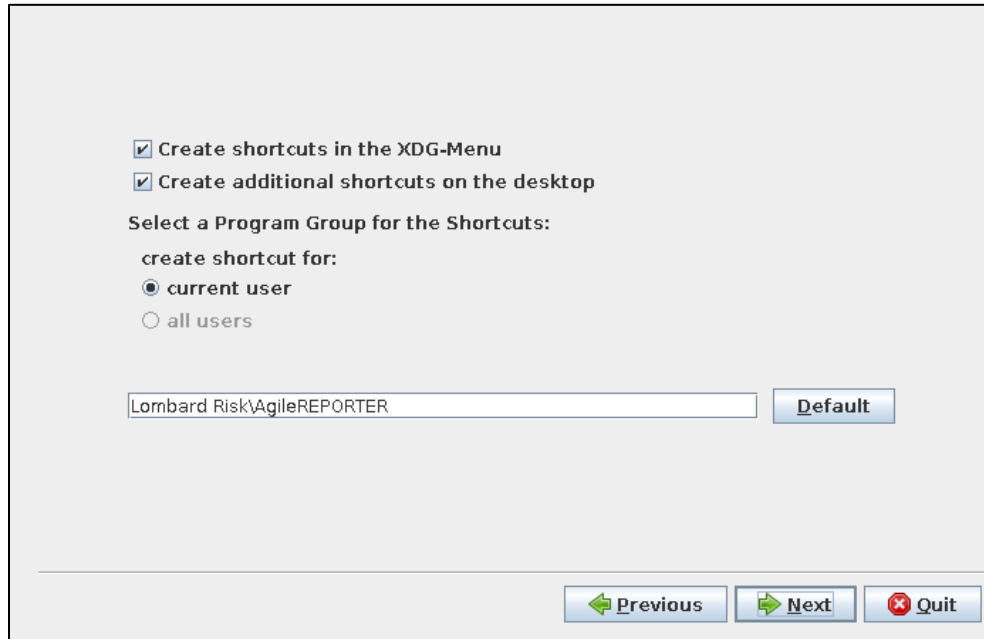 Create shortcuts in the XDG-Menu
Create additional shortcuts on the desktop
Select a Program Group for the Shortcuts:
create shortcut for:
current user
all users
Lombard Risk\AgileREPORTER
Default
Previous
Next
Quit